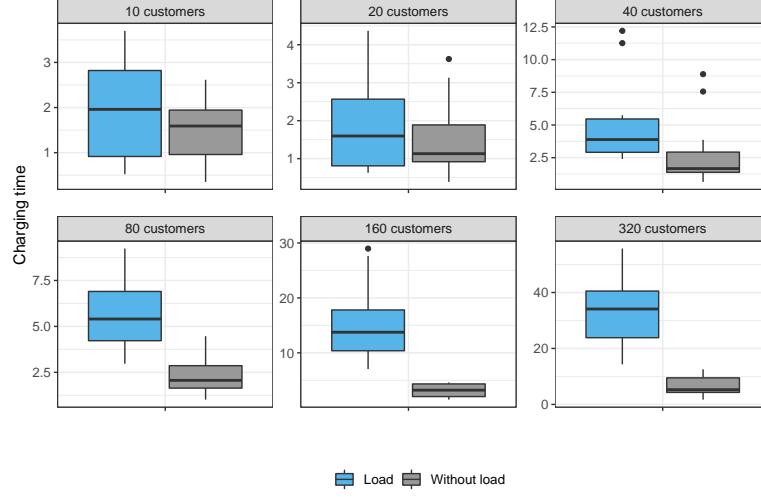 10 customers
20 customers
40 customers
3
2
1
4
3
2
1
12.5
10.0
7.5
5.0
2.5
Charging time
80 customers
160 customers
320 customers
7.5
5.0
2.5
30
20
10
40
20
0
Load
Without load